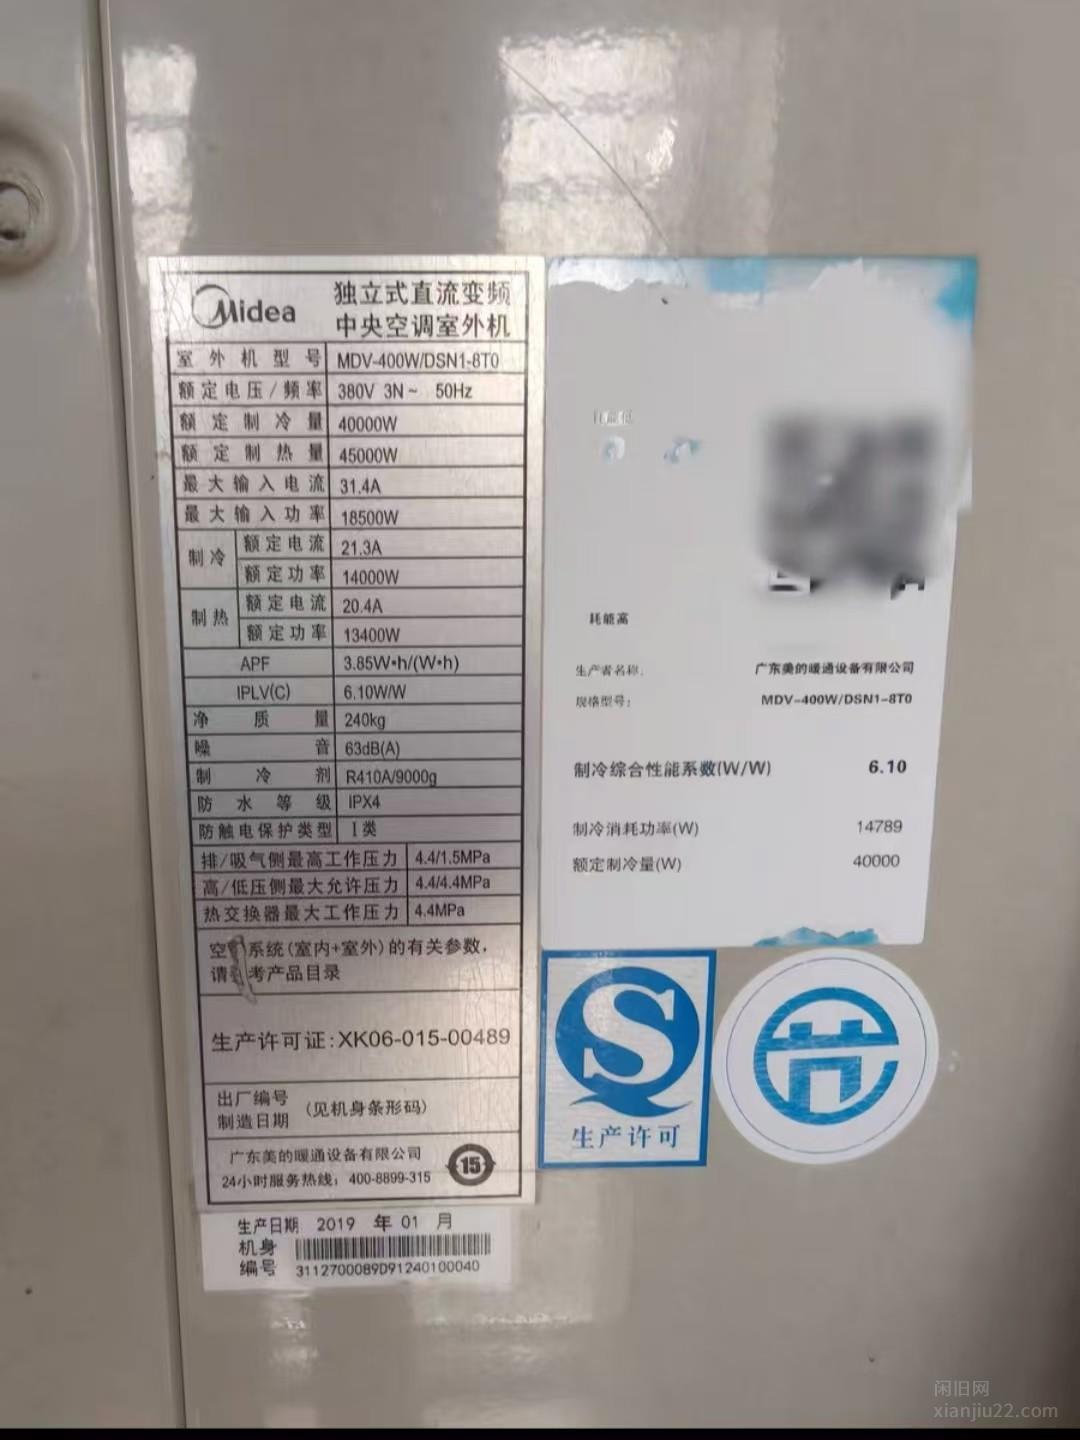 Midea
独立式直流变频
中央空调室外机
室外机型号 MDV-400W/DSN1-8T0
额定电压/频率 380V 3N~ 50Hz
额定制冷量 40000W
额定制热量 45000W
最大输入电流 31.4A
最大输入功率 18500W
制冷 额定电流 21.3A
额定功率 14000W
制热 额定电流 20.4A
额定功率 13400W
APF 3.85W•h/(W•h)
IPLV(C) 6.10W/W
净质量 240kg
噪音 63dB(A)
制冷剂 R410A/9000g
防水等级 IPX4
防触电保护类型 I类
排/吸气侧最高工作压力 4.4/1.5MPa
高/低压侧最大允许压力 4.4/4.4MPa
热交换器最大工作压力 4.4MPa
空 系统(室内+室外)的有关参数,
请 考产品目录
生产许可证:XK06-015-00489
出厂编号
制造日期 (见机身条形码)
广东美的暖通设备有限公司
24小时服务热线: 400-8899-315
15
生产日期 2019 年 01 月
机身
编号 3112700089D91240100040
耗能低
耗能高
生产者名称:
广东美的暖通设备有限公司
规格型号:
MDV-400W/DSN1-8T0
制冷综合性能系数(W/W) 6.10
制冷消耗功率(W) 14789
额定制冷量(W) 40000
生产许可
闲旧网
xianjiu22.com